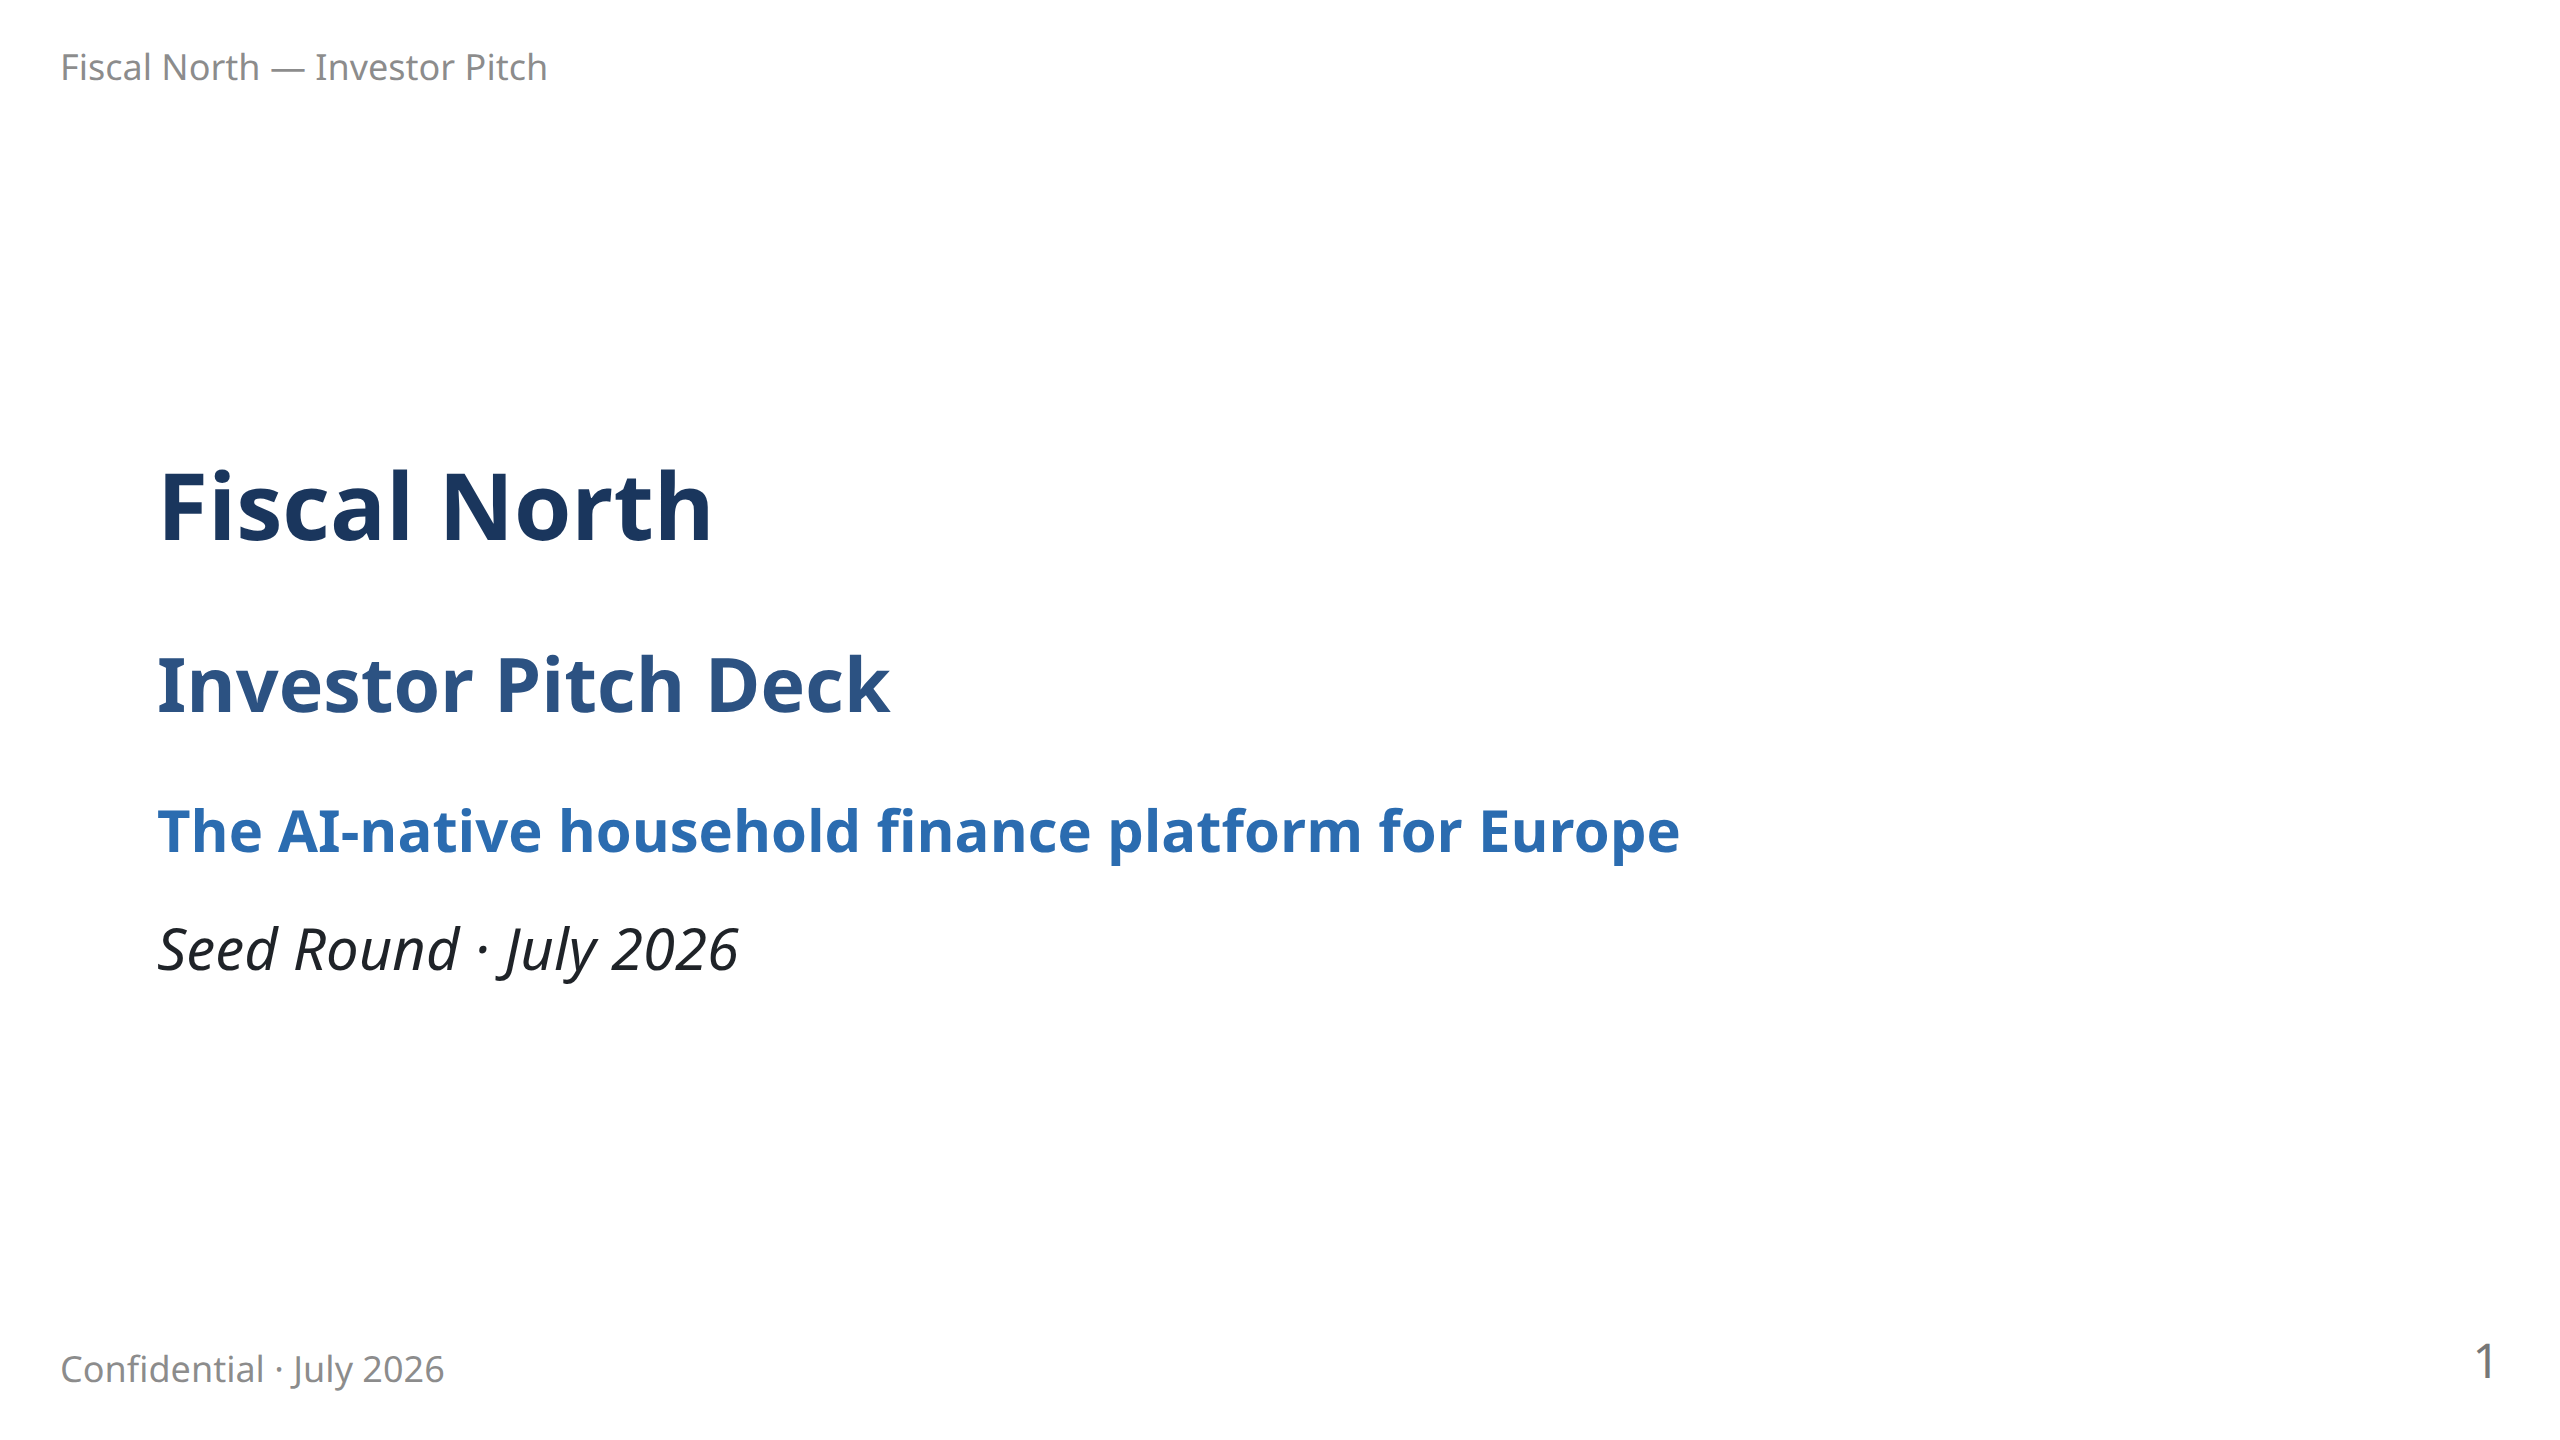 Fiscal North — Investor Pitch
Fiscal North
Investor Pitch Deck
The AI-native household finance platform for Europe
Seed Round · July 2026
Confidential · July 2026
1